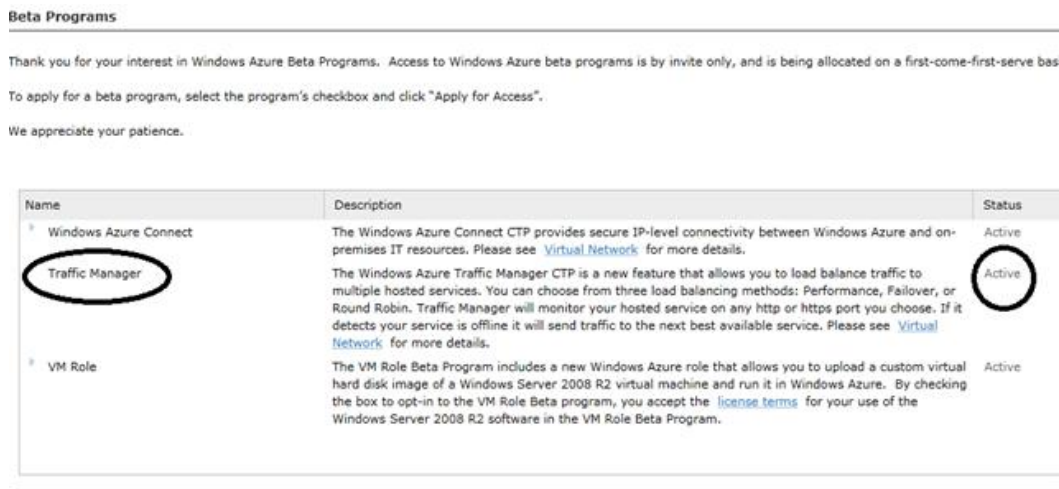 Beta Programs
Thank you for your interest in Windows Azure Beta Programs. Access to Windows Azure beta programs is by invite only, and is being allocated on a first-come-first-serve bas
To apply for a beta program, select the program's checkbox and click "Apply for Access".
We appreciate your patience.
Name Description Status
Windows Azure Connect The Windows Azure Connect CTP provides secure IP-level connectivity between Windows Azure and on- Active
premises IT resources. Please see Virtual Network for more details.
Traffic Manager The Windows Azure Traffic Manager CTP is a new feature that allows you to load balance traffic to Active
multiple hosted services. You can choose from three load balancing methods: Performance, Failover, or
Round Robin. Traffic Manager will monitor your hosted service on any http or https port you choose. If it
detects your service is offline it will send traffic to the next best available service. Please see Virtual
Network for more details.
VM Role The VM Role Beta Program includes a new Windows Azure role that allows you to upload a custom virtual Active
hard disk image of a Windows Server 2008 R2 virtual machine and run it in Windows Azure. By checking
the box to opt-in to the VM Role Beta program, you accept the license terms for your use of the
Windows Server 2008 R2 software in the VM Role Beta Program.